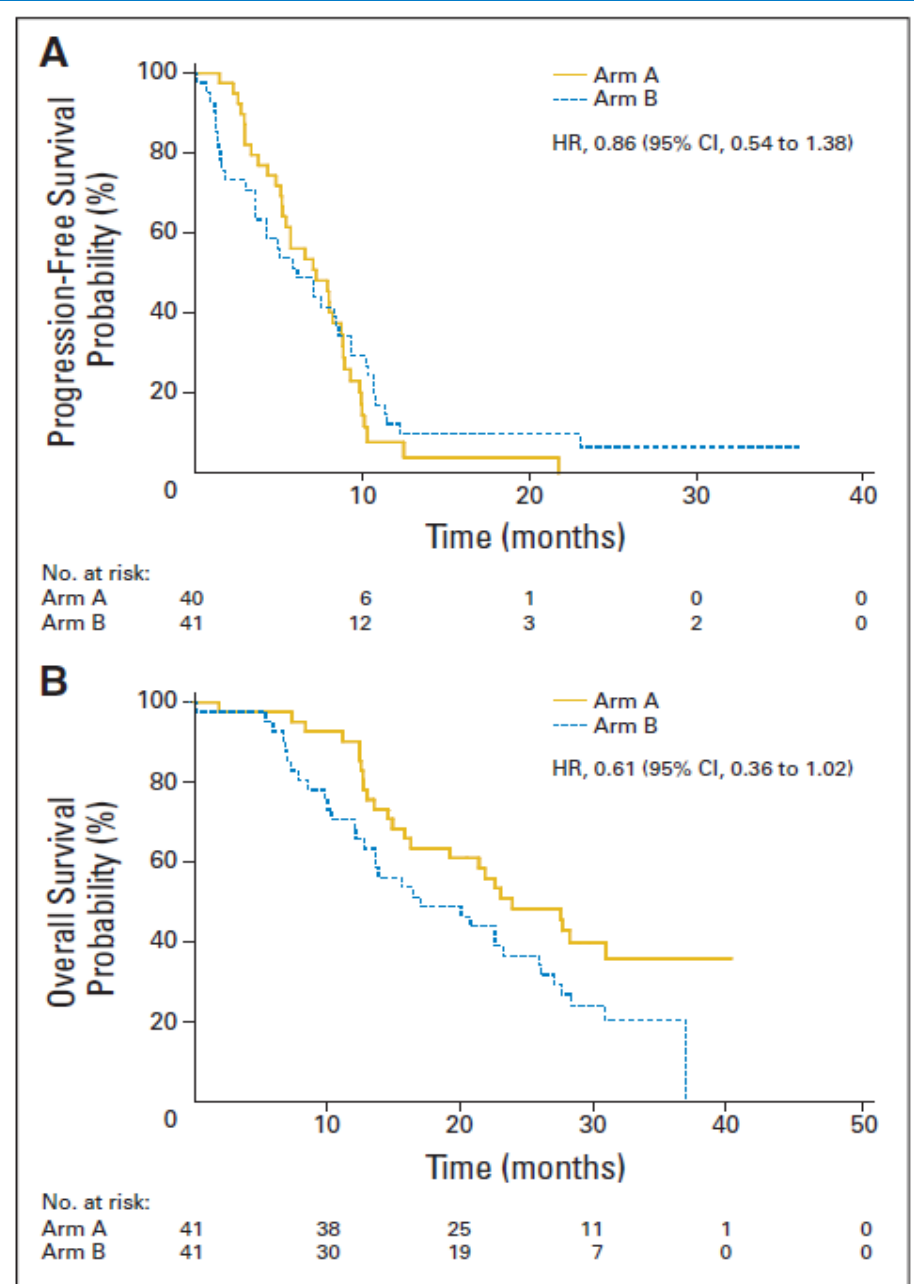 A
Progression-Free Survival
Probability (%)
100
80
60
40
20
0
Arm A
Arm B
HR, 0.86 (95% CI, 0.54 to 1.38)
10 20 30 40
Time (months)
No. at risk:
Arm A 40 6 1 0 0
Arm B 41 12 3 2 0
B
Overall Survival
Probability (%)
100
80
60
40
20
0
Arm A
Arm B
HR, 0.61 (95% CI, 0.36 to 1.02)
10 20 30 40 50
Time (months)
No. at risk:
Arm A 41 38 25 11 1 0
Arm B 41 30 19 7 0 0